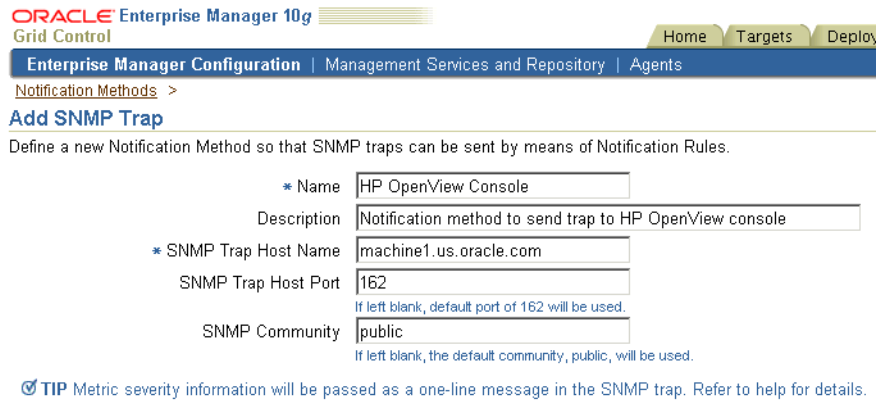 ORACLE Enterprise Manager 10g
Grid Control
Home Targets
Enterprise Manager Configuration | Management Services and Repository | Agents
Notification Methods >
Add SNMP Trap
Define a new Notification Method so that SNMP traps can be sent by means of Notification Rules.
* Name HP OpenView Console
Description Notification method to send trap to HP OpenView console
* SNMP Trap Host Name machine1.us.oracle.com
SNMP Trap Host Port 162
If left blank, default port of 162 will be used.
SNMP Community public
If left blank, the default community, public, will be used.
TIP Metric severity information will be passed as a one-line message in the SNMP trap. Refer to help for details.